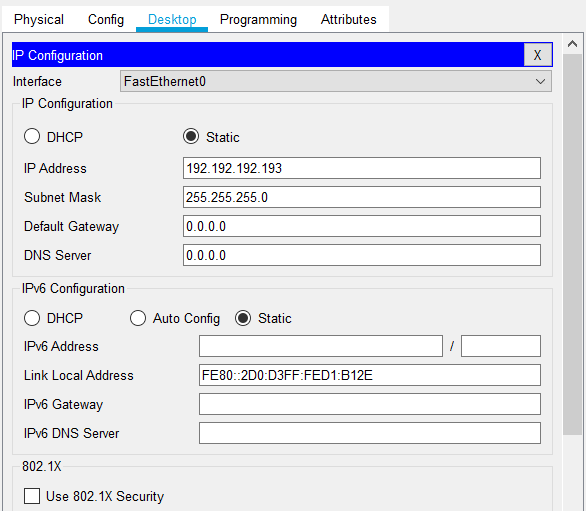 Physical Config Desktop Programming Attributes
IP Configuration X
Interface FastEthernet0
IP Configuration
DHCP Static
IP Address 192.192.192.193
Subnet Mask 255.255.255.0
Default Gateway 0.0.0.0
DNS Server 0.0.0.0
IPv6 Configuration
DHCP Auto Config Static
IPv6 Address /
Link Local Address FE80::2D0:D3FF:FED1:B12E
IPv6 Gateway
IPv6 DNS Server
802.1X
Use 802.1X Security